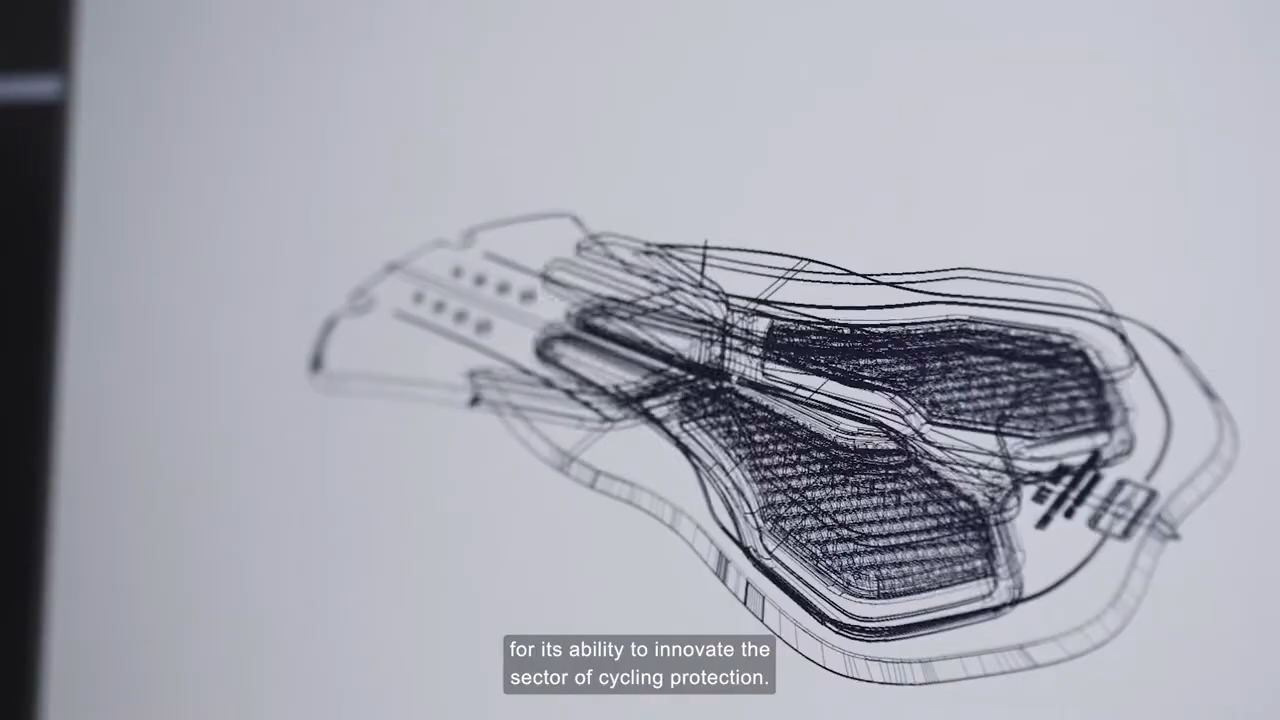 for its ability to innovate the
sector of cycling protection.